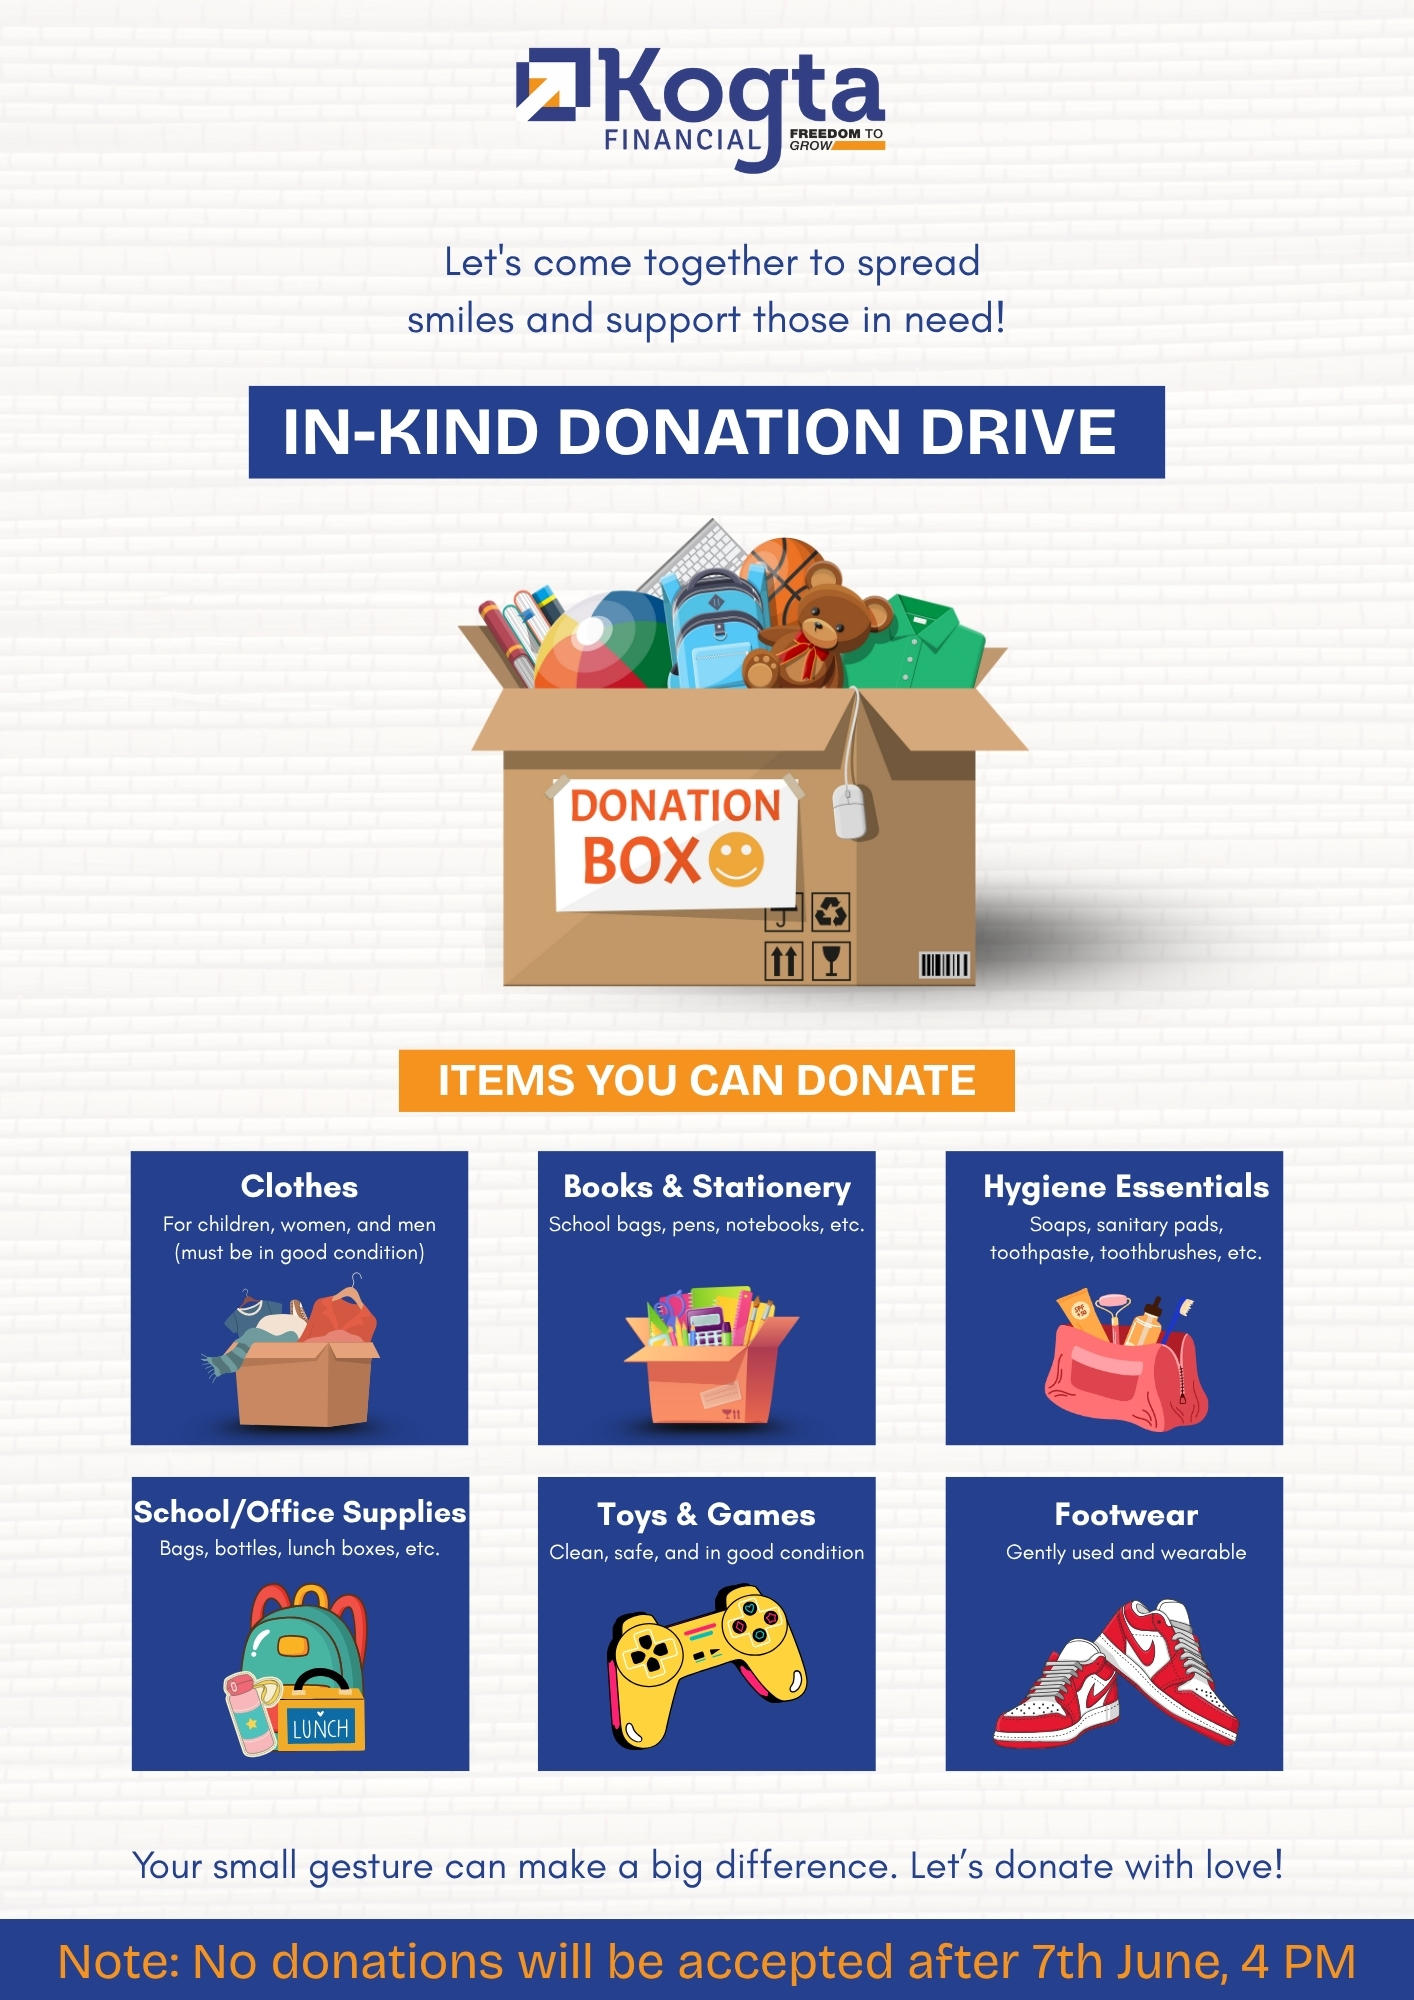 Kogta
FINANCIAL
FREEDOM TO
GROW
Let's come together to spread
smiles and support those in need!
IN-KIND DONATION DRIVE
DONATION
BOX
ITEMS YOU CAN DONATE
Clothes
For children, women, and men
(must be in good condition)
Books & Stationery
School bags, pens, notebooks, etc.
Hygiene Essentials
Soaps, sanitary pads,
toothpaste, toothbrushes, etc.
SPF
+50
School/Office Supplies
Bags, bottles, lunch boxes, etc.
LUNCH
Toys & Games
Clean, safe, and in good condition
Footwear
Gently used and wearable
Your small gesture can make a big difference. Let’s donate with love!
Note: No donations will be accepted after 7th June, 4 PM